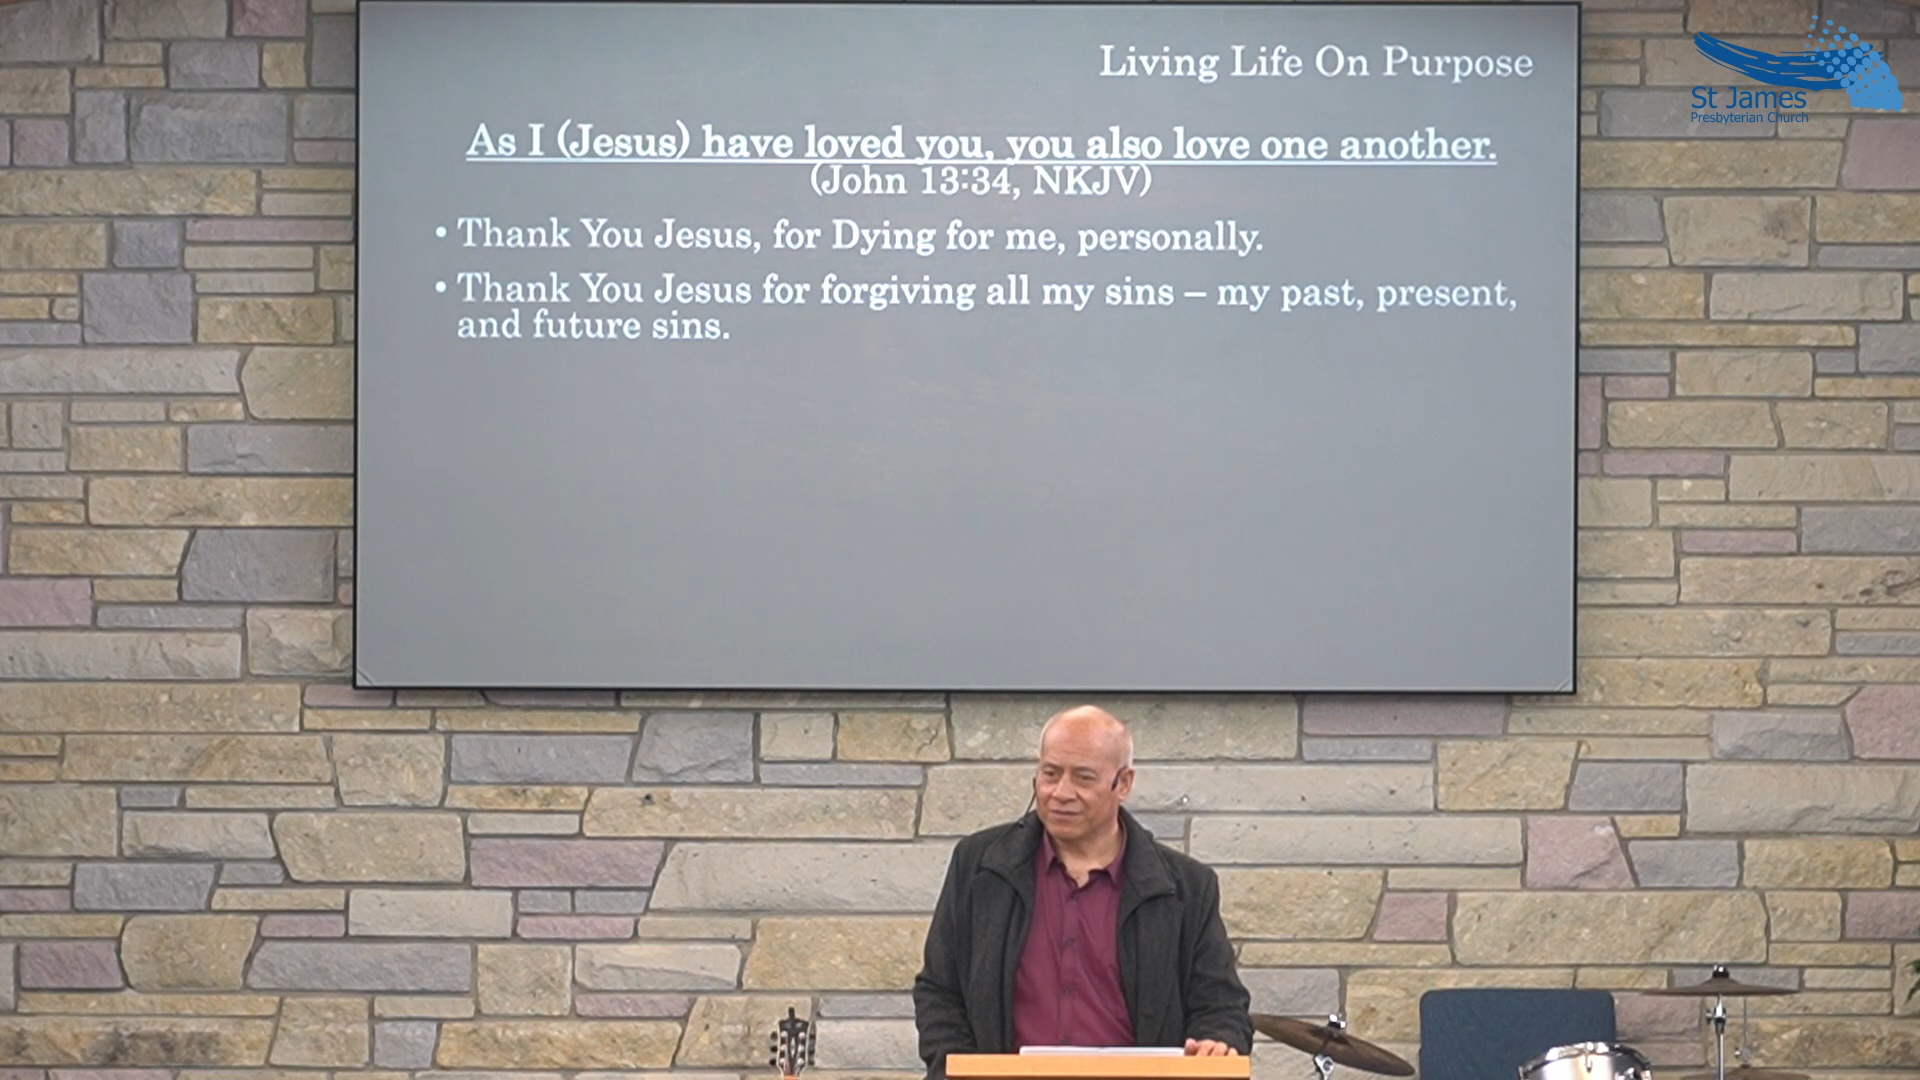 Living Life On Purpose
As I (Jesus) have loved you, you also love one another.
(John 13:34, NKJV)
• Thank You Jesus, for Dying for me, personally.
• Thank You Jesus for forgiving all my sins – my past, present,
and future sins.
St James
Presbyterian Church